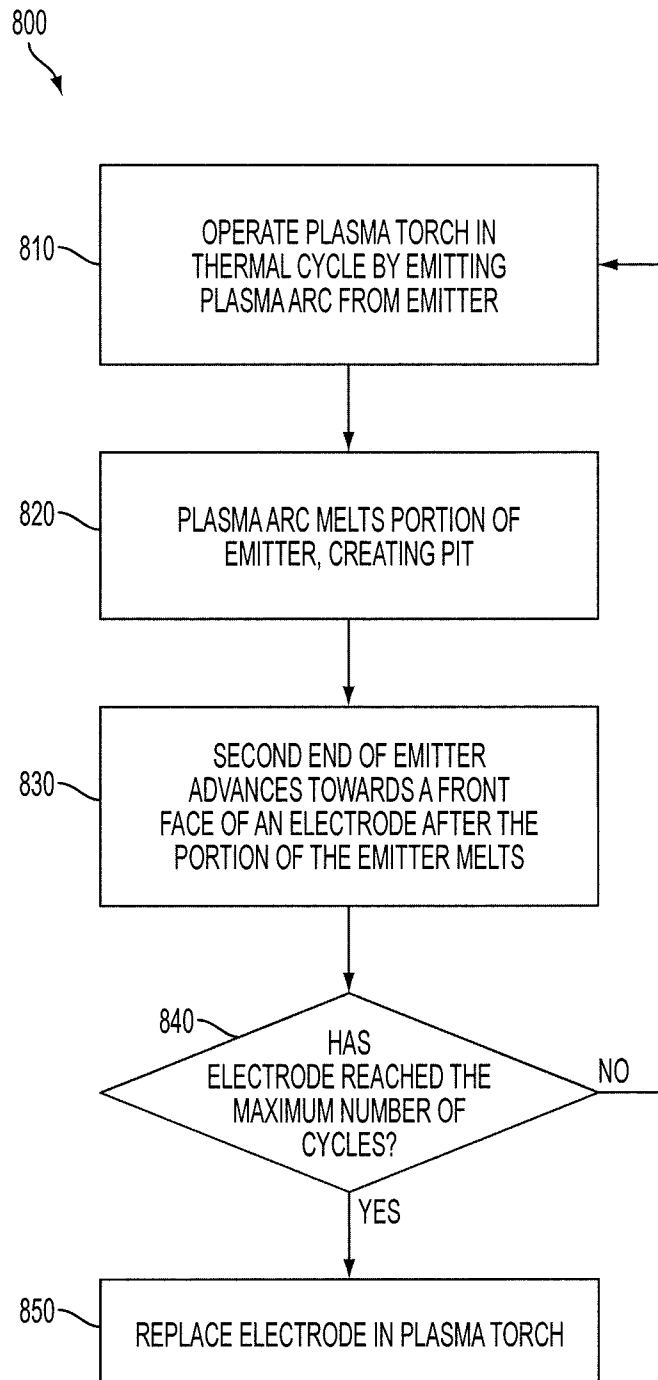 800
810
OPERATE PLASMA TORCH IN
THERMAL CYCLE BY EMITTING
PLASMA ARC FROM EMITTER
820
PLASMA ARC MELTS PORTION OF
EMITTER, CREATING PIT
830
SECOND END OF EMITTER
ADVANCES TOWARDS A FRONT
FACE OF AN ELECTRODE AFTER THE
PORTION OF THE EMITTER MELTS
840
HAS
ELECTRODE REACHED THE
MAXIMUM NUMBER OF
CYCLES?
NO
YES
850
REPLACE ELECTRODE IN PLASMA TORCH